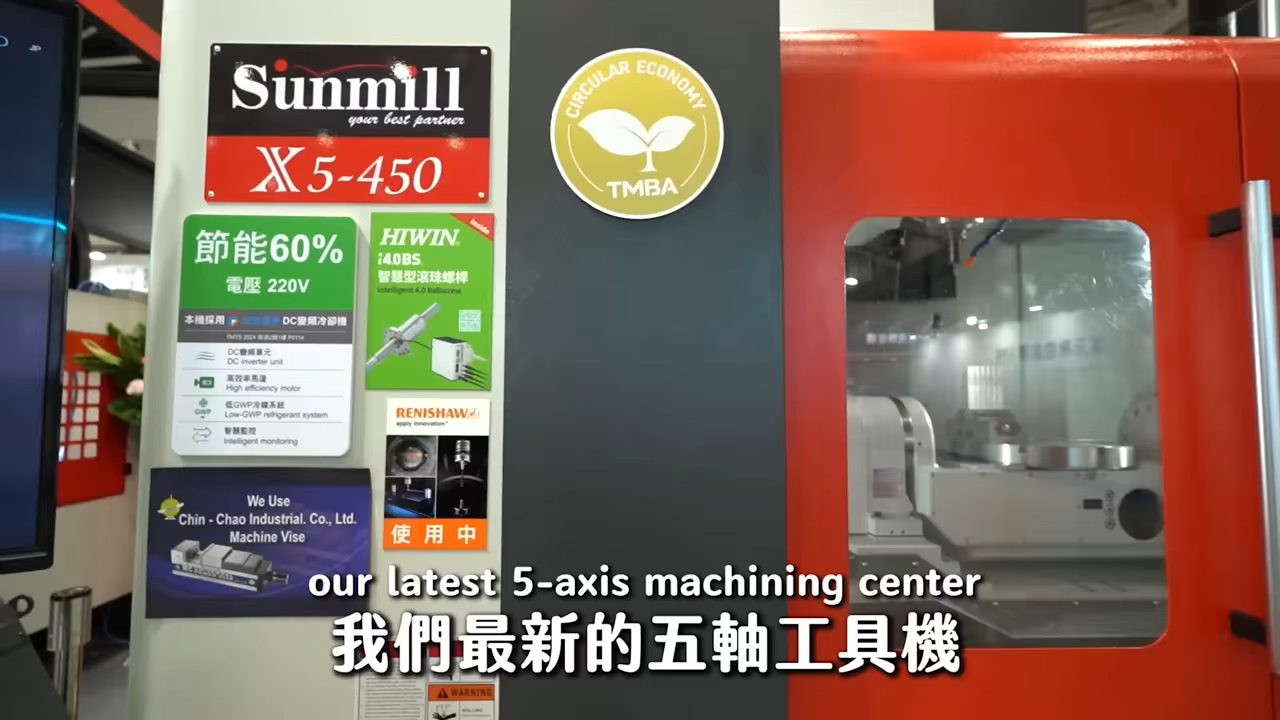 Sunmill
your best partner
X5-450
CIRCULAR ECONOMY
TMBA
節能60%
電壓 220V
本機採用 DC變頻冷卻機
DC變頻單元
DC inverter unit
高效率馬達
High efficiency motor
低GWP冷媒系統
GWP
Low-GWP refrigerant system
智慧監控
Intelligent monitoring
Inside
HIWIN
i4.0BS
智慧型滾珠螺桿
Intelligent 4.0 Ballscrew
RENISHAW
apply innovation™
使用中
We Use
Chin - Chao Industrial. Co., Ltd.
Machine Vise
our latest 5-axis machining center
我們最新的五軸工具機
WARNING